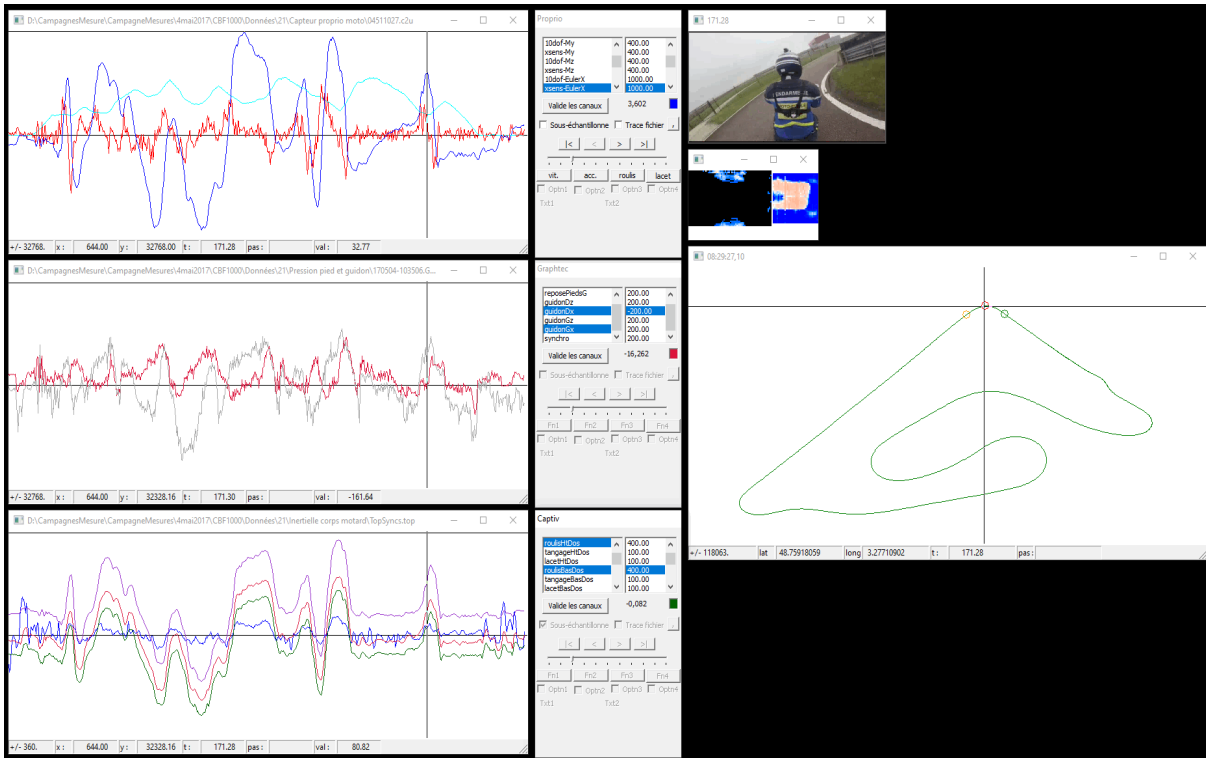 D:\CampagnesMesure\CampagneMesures\4mai2017\CBF1000\Données\21\Capteur proprio moto\04511027.c2u
+/- 32768. x : 644.00 y : 32768.00 t : 171.28 pas : val : 32.77
Proprio
10dof-My 400.00
xsens-My 400.00
10dof-Mz 400.00
xsens-Mz 400.00
10dof-EulerX 1000.00
xsens-EulerX 1000.00
Valide les canaux 3,602
Sous-échantillonne Trace fichier ,
|< < > >|
vit. acc. roulis lacet
Optn1 Optn2 Optn3 Optn4
Txt1 Txt2
171.28
GENDARMERIE
D:\CampagnesMesure\CampagneMesures\4mai2017\CBF1000\Données\21\Pression pied et guidon\170504-103506.G...
+/- 32768. x : 644.00 y : 32328.16 t : 171.30 pas : val : -161.64
Graphtec
reposePiedsG 200.00
guidonDz 200.00
guidonDx -200.00
guidonGz 200.00
guidonGx 200.00
synchro 200.00
Valide les canaux -16,262
Sous-échantillonne Trace fichier ,
|< < > >|
Fn1 Fn2 Fn3 Fn4
Optn1 Optn2 Optn3 Optn4
Txt1 Txt2
08:29:27,10
+/- 118063. lat 48.75918059 long 3.27710902 t : 171.28 pas :
D:\CampagnesMesure\CampagneMesures\4mai2017\CBF1000\Données\21\Inertielle corps motard\TopSyncs.top
+/- 360. x : 644.00 y : 32328.16 t : 171.28 pas : val : 80.82
Captiv
roulisHtDos 400.00
tangageHtDos 100.00
lacetHtDos 100.00
roulisBasDos 400.00
tangageBasDos 100.00
lacetBasDos 100.00
Valide les canaux -0,082
Sous-échantillonne Trace fichier ,
|< < > >|
Fn1 Fn2 Fn3 Fn4
Optn1 Optn2 Optn3 Optn4
Txt1 Txt2